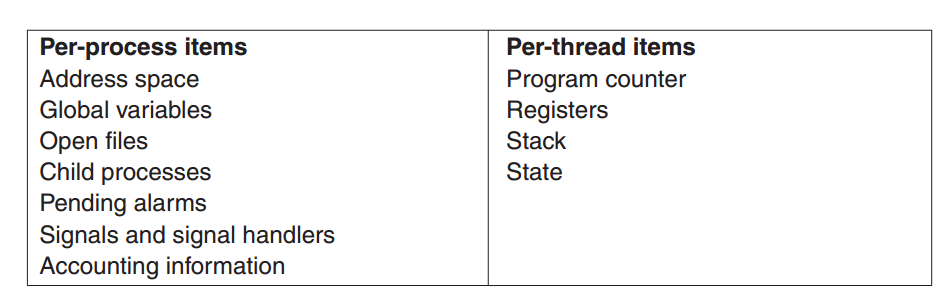 Per-process items
Address space
Global variables
Open files
Child processes
Pending alarms
Signals and signal handlers
Accounting information
Per-thread items
Program counter
Registers
Stack
State